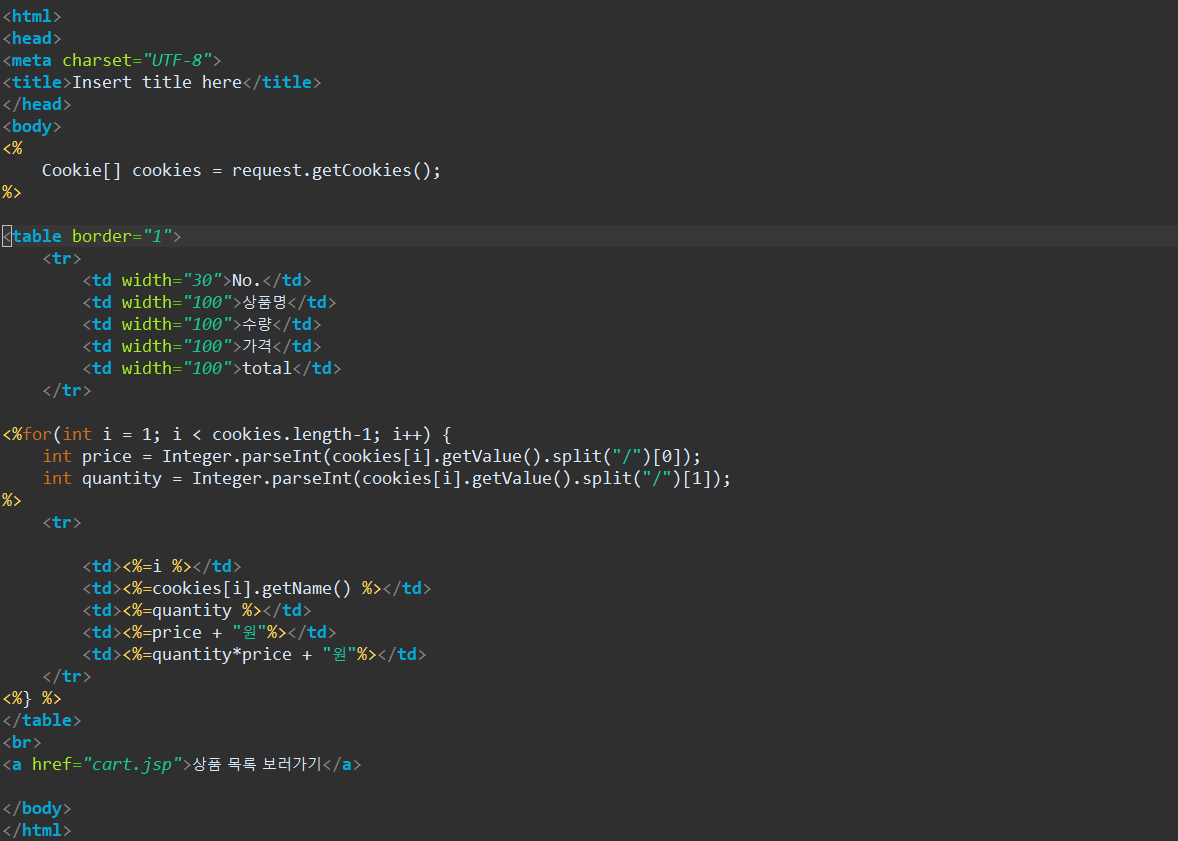 <html>
<head>
<meta charset="UTF-8">
<title>Insert title here</title>
</head>
<body>
<%
    Cookie[] cookies = request.getCookies();
%>
<table border="1">
    <tr>
        <td width="30">No.</td>
        <td width="100">상품명</td>
        <td width="100">수량</td>
        <td width="100">가격</td>
        <td width="100">total</td>
    </tr>
<%for(int i = 1; i < cookies.length-1; i++) {
    int price = Integer.parseInt(cookies[i].getValue().split("/")[0]);
    int quantity = Integer.parseInt(cookies[i].getValue().split("/")[1]);
%>
    <tr>
        <td><%=i %></td>
        <td><%=cookies[i].getName() %></td>
        <td><%=quantity %></td>
        <td><%=price + "원"%></td>
        <td><%=quantity*price + "원"%></td>
    </tr>
<%} %>
</table>
<br>
<a href="cart.jsp">상품 목록 보러가기</a>
</body>
</html>